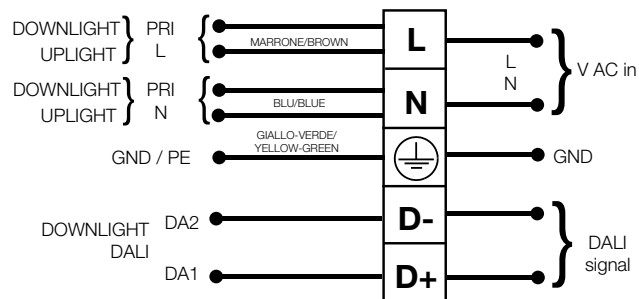 DOWNLIGHT PRI
UPLIGHT L
MARRONE/BROWN
L
L
N
V AC in
DOWNLIGHT PRI
UPLIGHT N
BLU/BLUE
N
GND / PE
GIALLO-VERDE/
YELLOW-GREEN
GND
DOWNLIGHT
DALI
DA2
D-
DA1
D+
DALI
signal